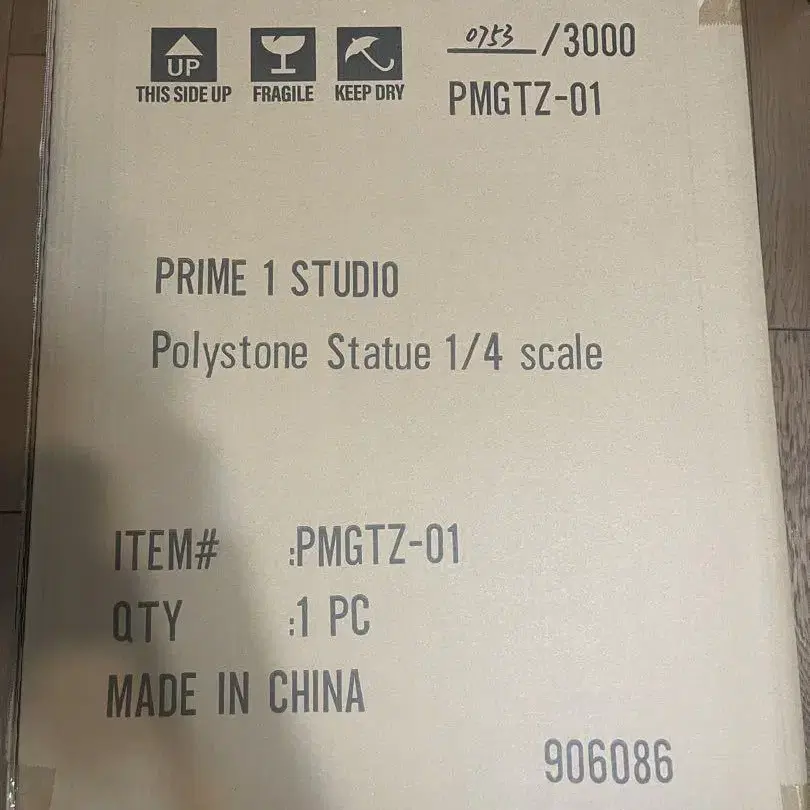 0753 /3000
UP
THIS SIDE UP FRAGILE KEEP DRY
PMGTZ-01
PRIME 1 STUDIO
Polystone Statue 1/4 scale
ITEM# :PMGTZ-01
QTY :1 PC
MADE IN CHINA
906086